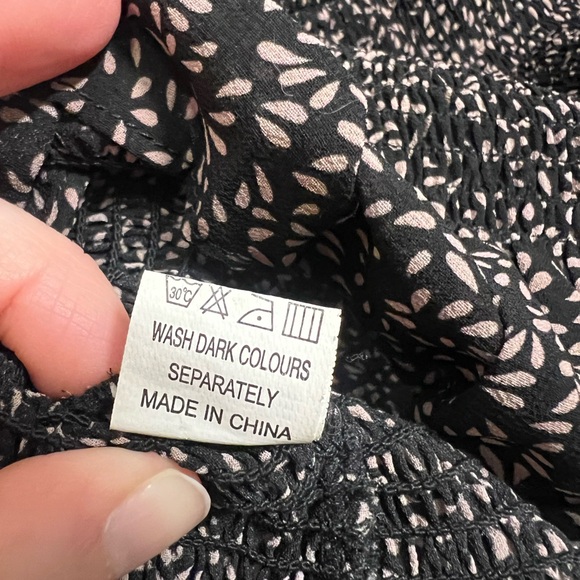 30°C
WASH DARK COLOURS
SEPARATELY
MADE IN CHINA